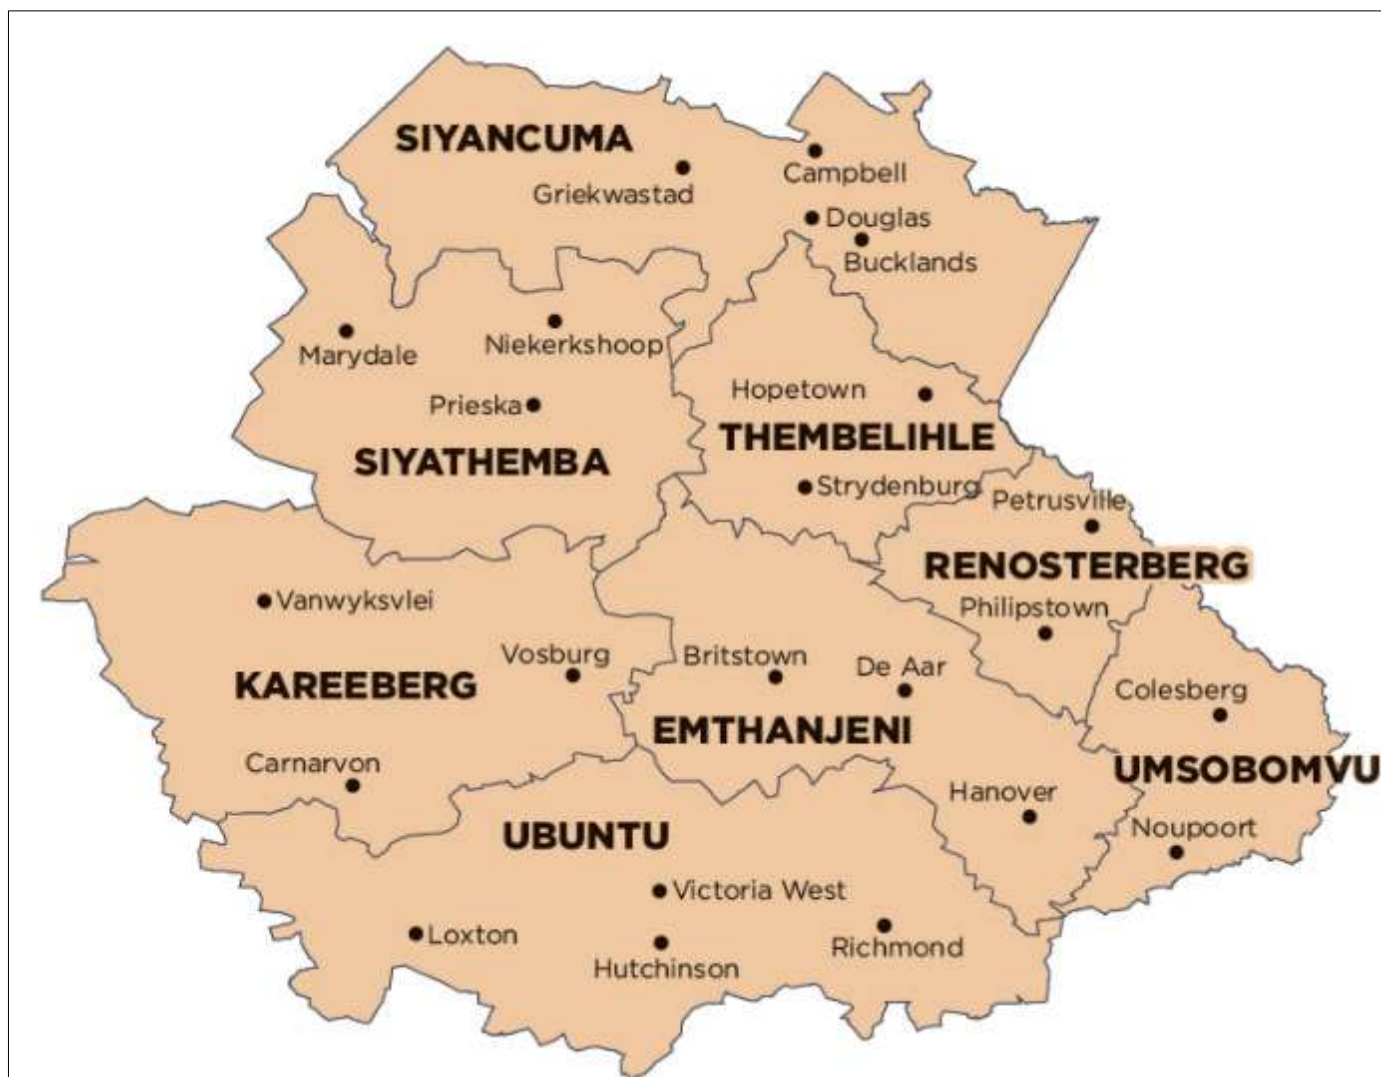 SIYANCUMA
Campbell
Griekwastad
Douglas
Bucklands
Marydale
Niekerkshoop
Hopetown
Prieska
THEMBELIHLE
SIYATHEMBA
Strydenburg
Petrusville
RENOSTERBERG
Vanwyksvlei
Philipstown
Vosburg
Britstown
De Aar
KAREEBERG
Colesberg
EMTHANJENI
Carnarvon
UMSOBOMVU
Hanover
UBUNTU
Noupoort
Victoria West
Loxton
Richmond
Hutchinson